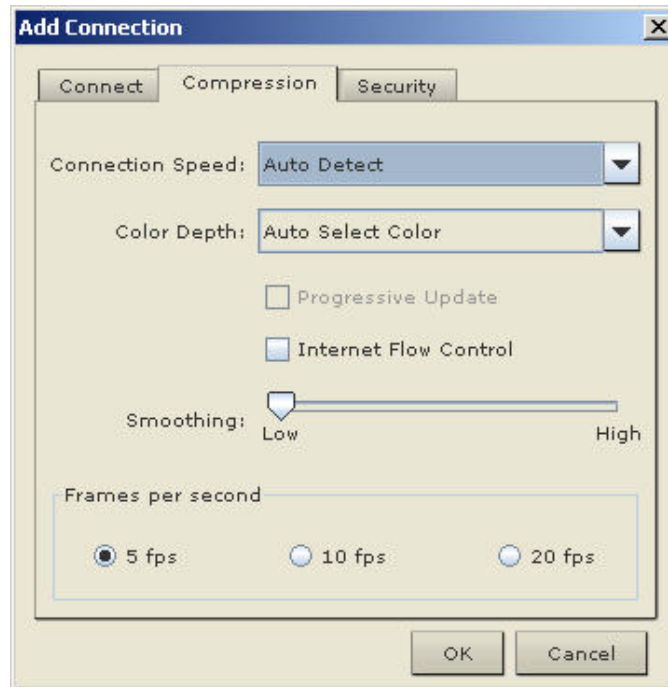 Add Connection
Connect Compression Security
Connection Speed: Auto Detect
Color Depth: Auto Select Color
Progressive Update
Internet Flow Control
Smoothing:
Low High
Frames per second
5 fps 10 fps 20 fps
OK Cancel